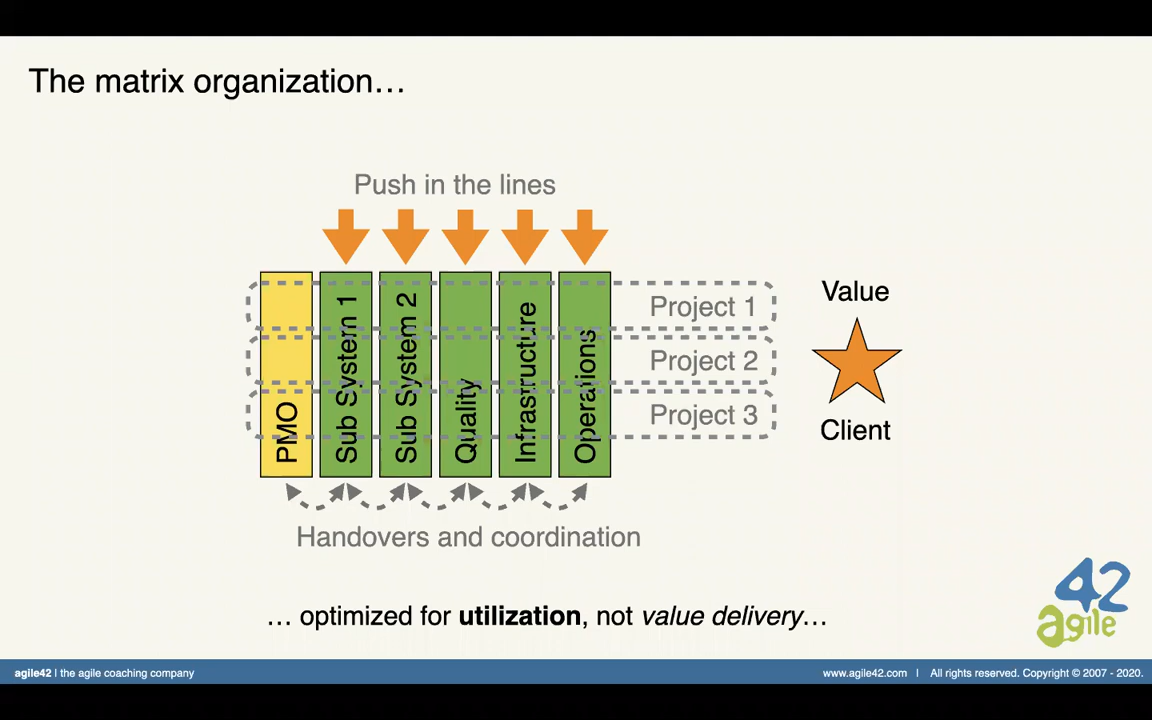 The matrix organization…
Push in the lines
PMO
Sub System 1
Sub System 2
Quality
Infrastructure
Operations
Project 1
Project 2
Project 3
Value
Client
Handovers and coordination
… optimized for utilization, not value delivery…
42
agile
agile42 | the agile coaching company
www.agile42.com | All rights reserved. Copyright © 2007 - 2020.